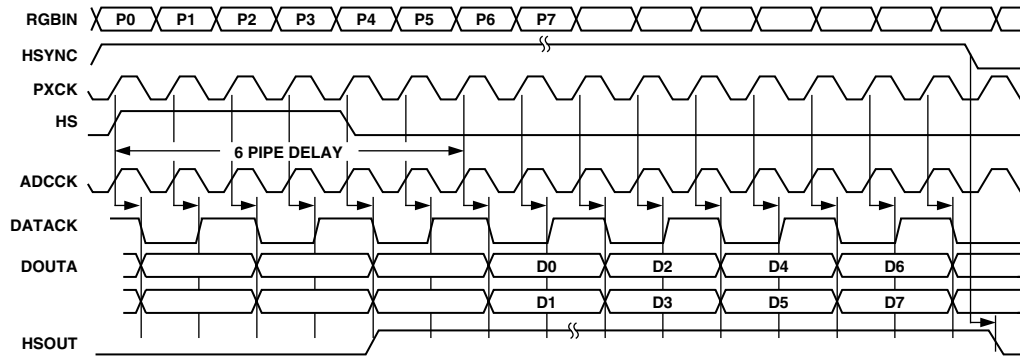 RGBIN P0 P1 P2 P3 P4 P5 P6 P7
HSYNC
PXCK
HS
6 PIPE DELAY
ADCCK
DATACK
DOUTA D0 D2 D4 D6
D1 D3 D5 D7
HSOUT